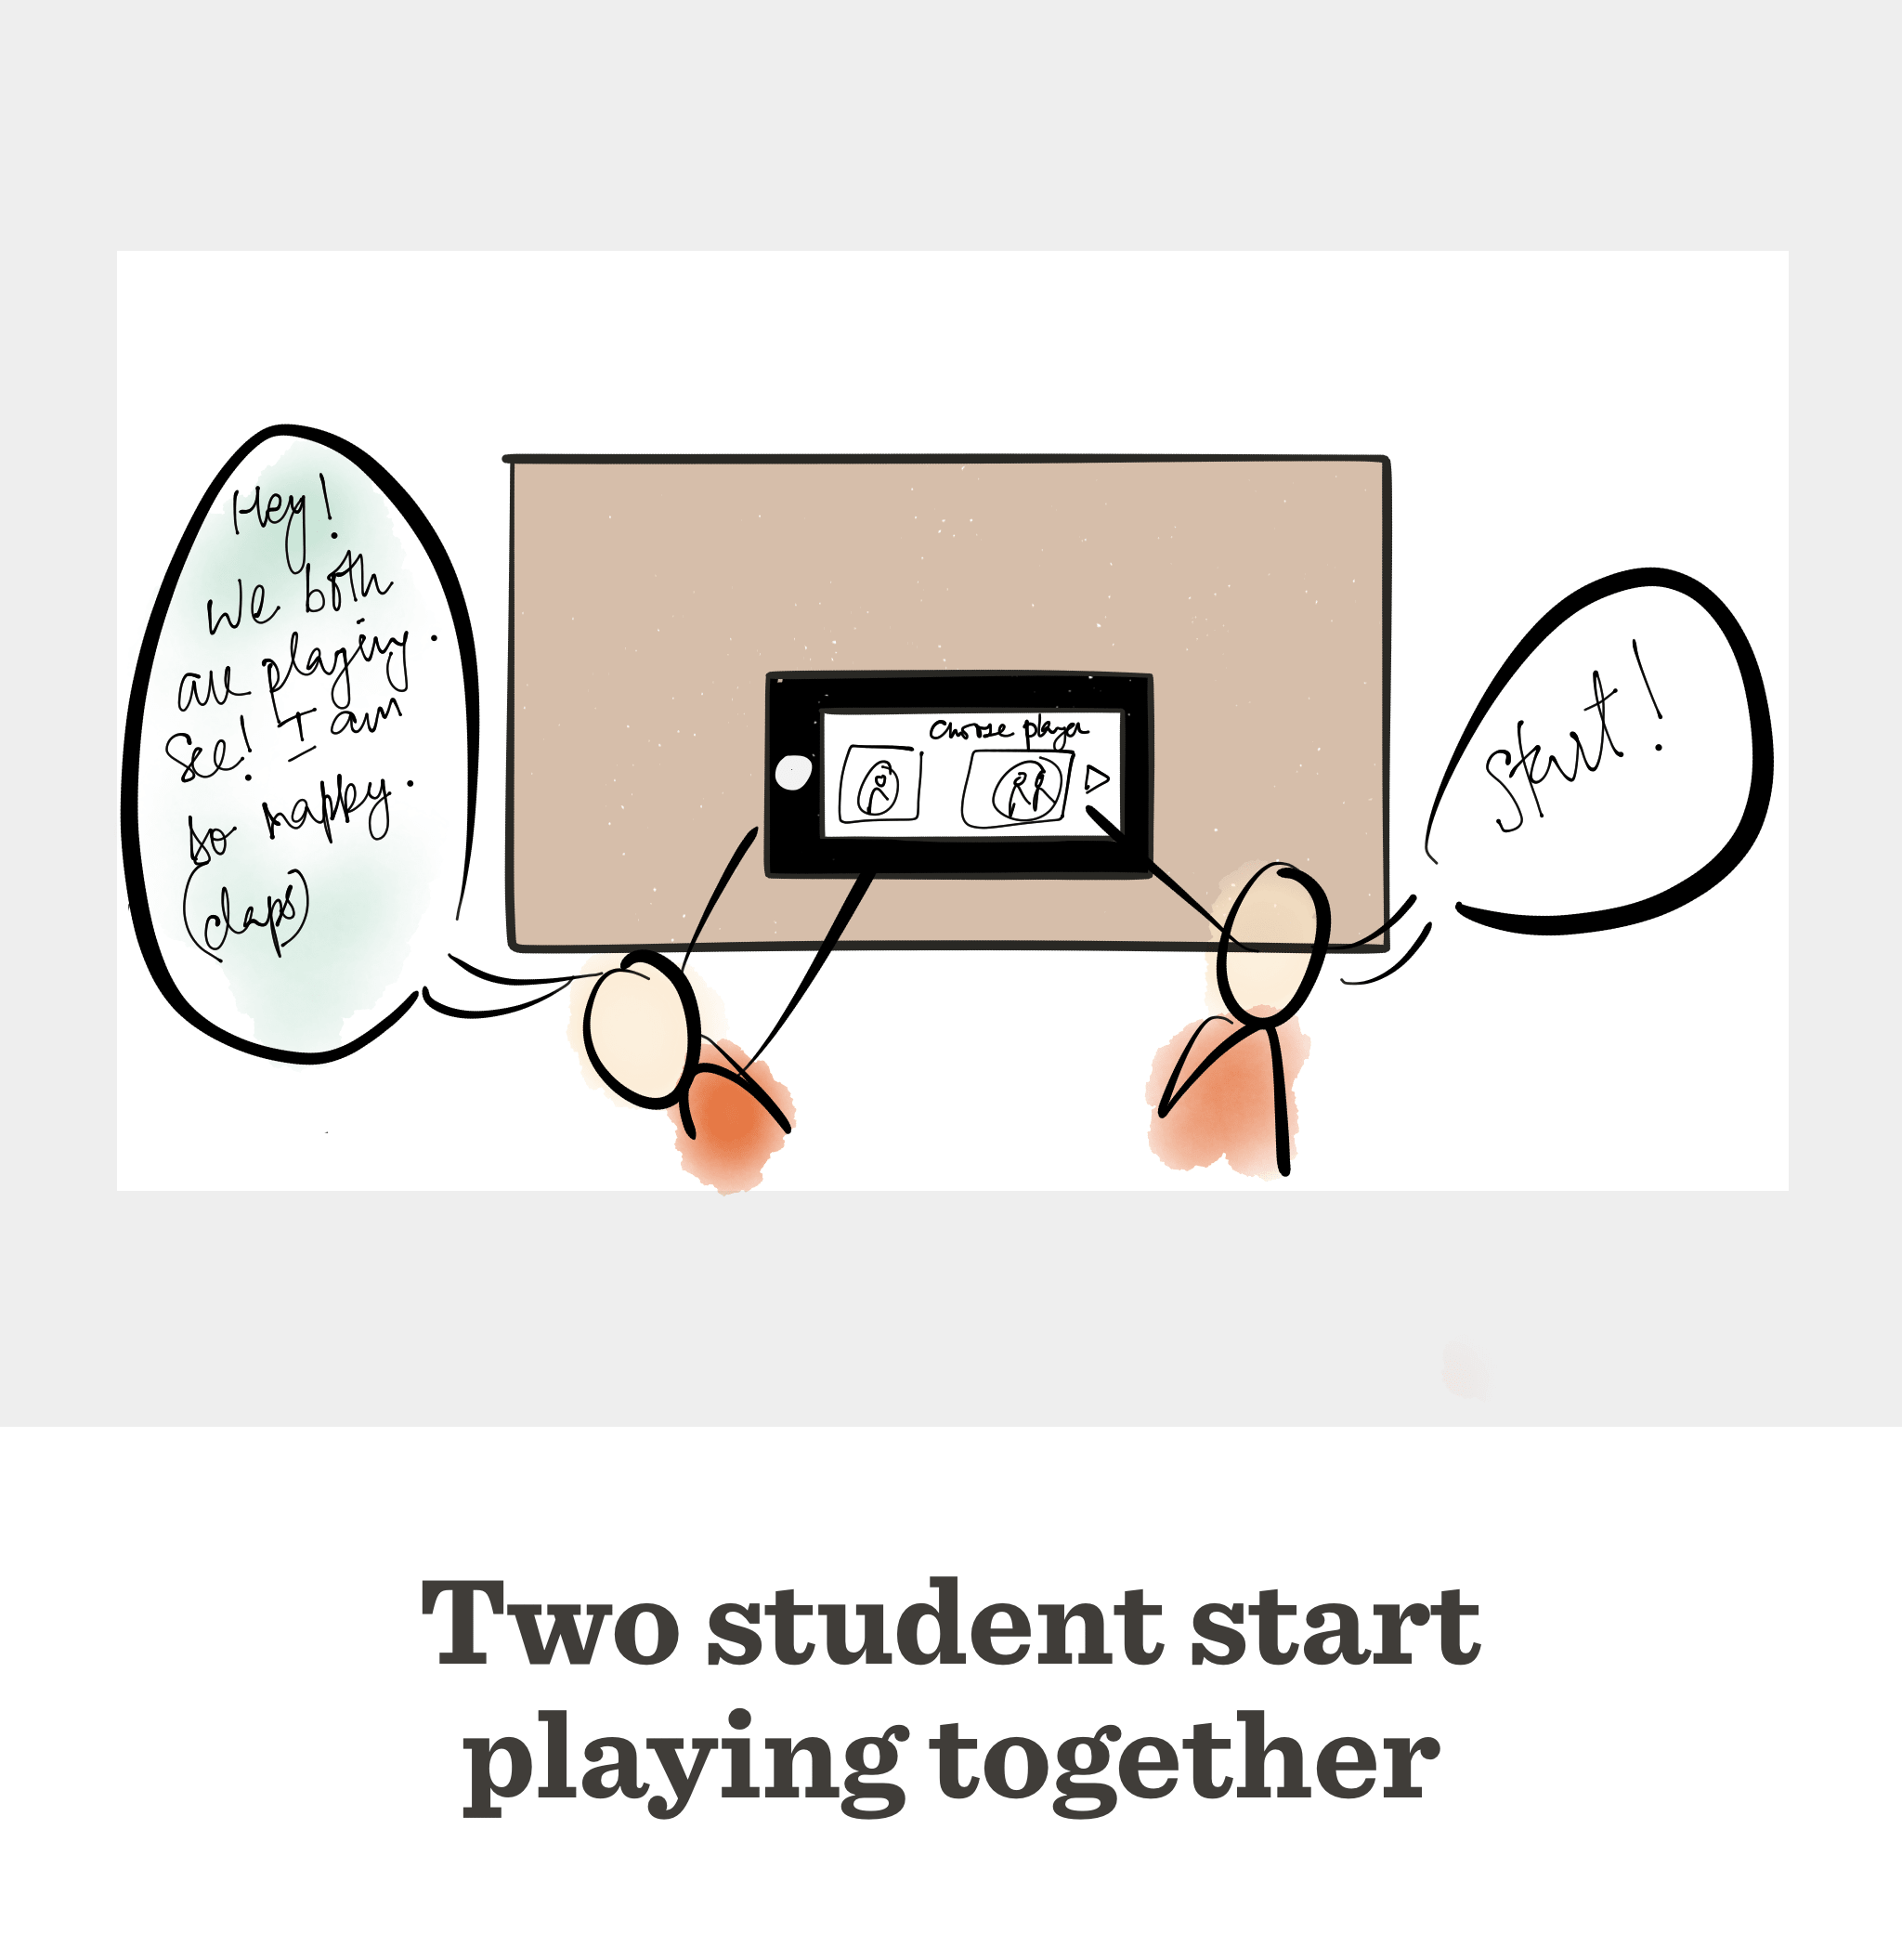 Hey!
We both
are playing.
See! I am
so happy.
(claps)
Choose player
Start!
Two student start
playing together